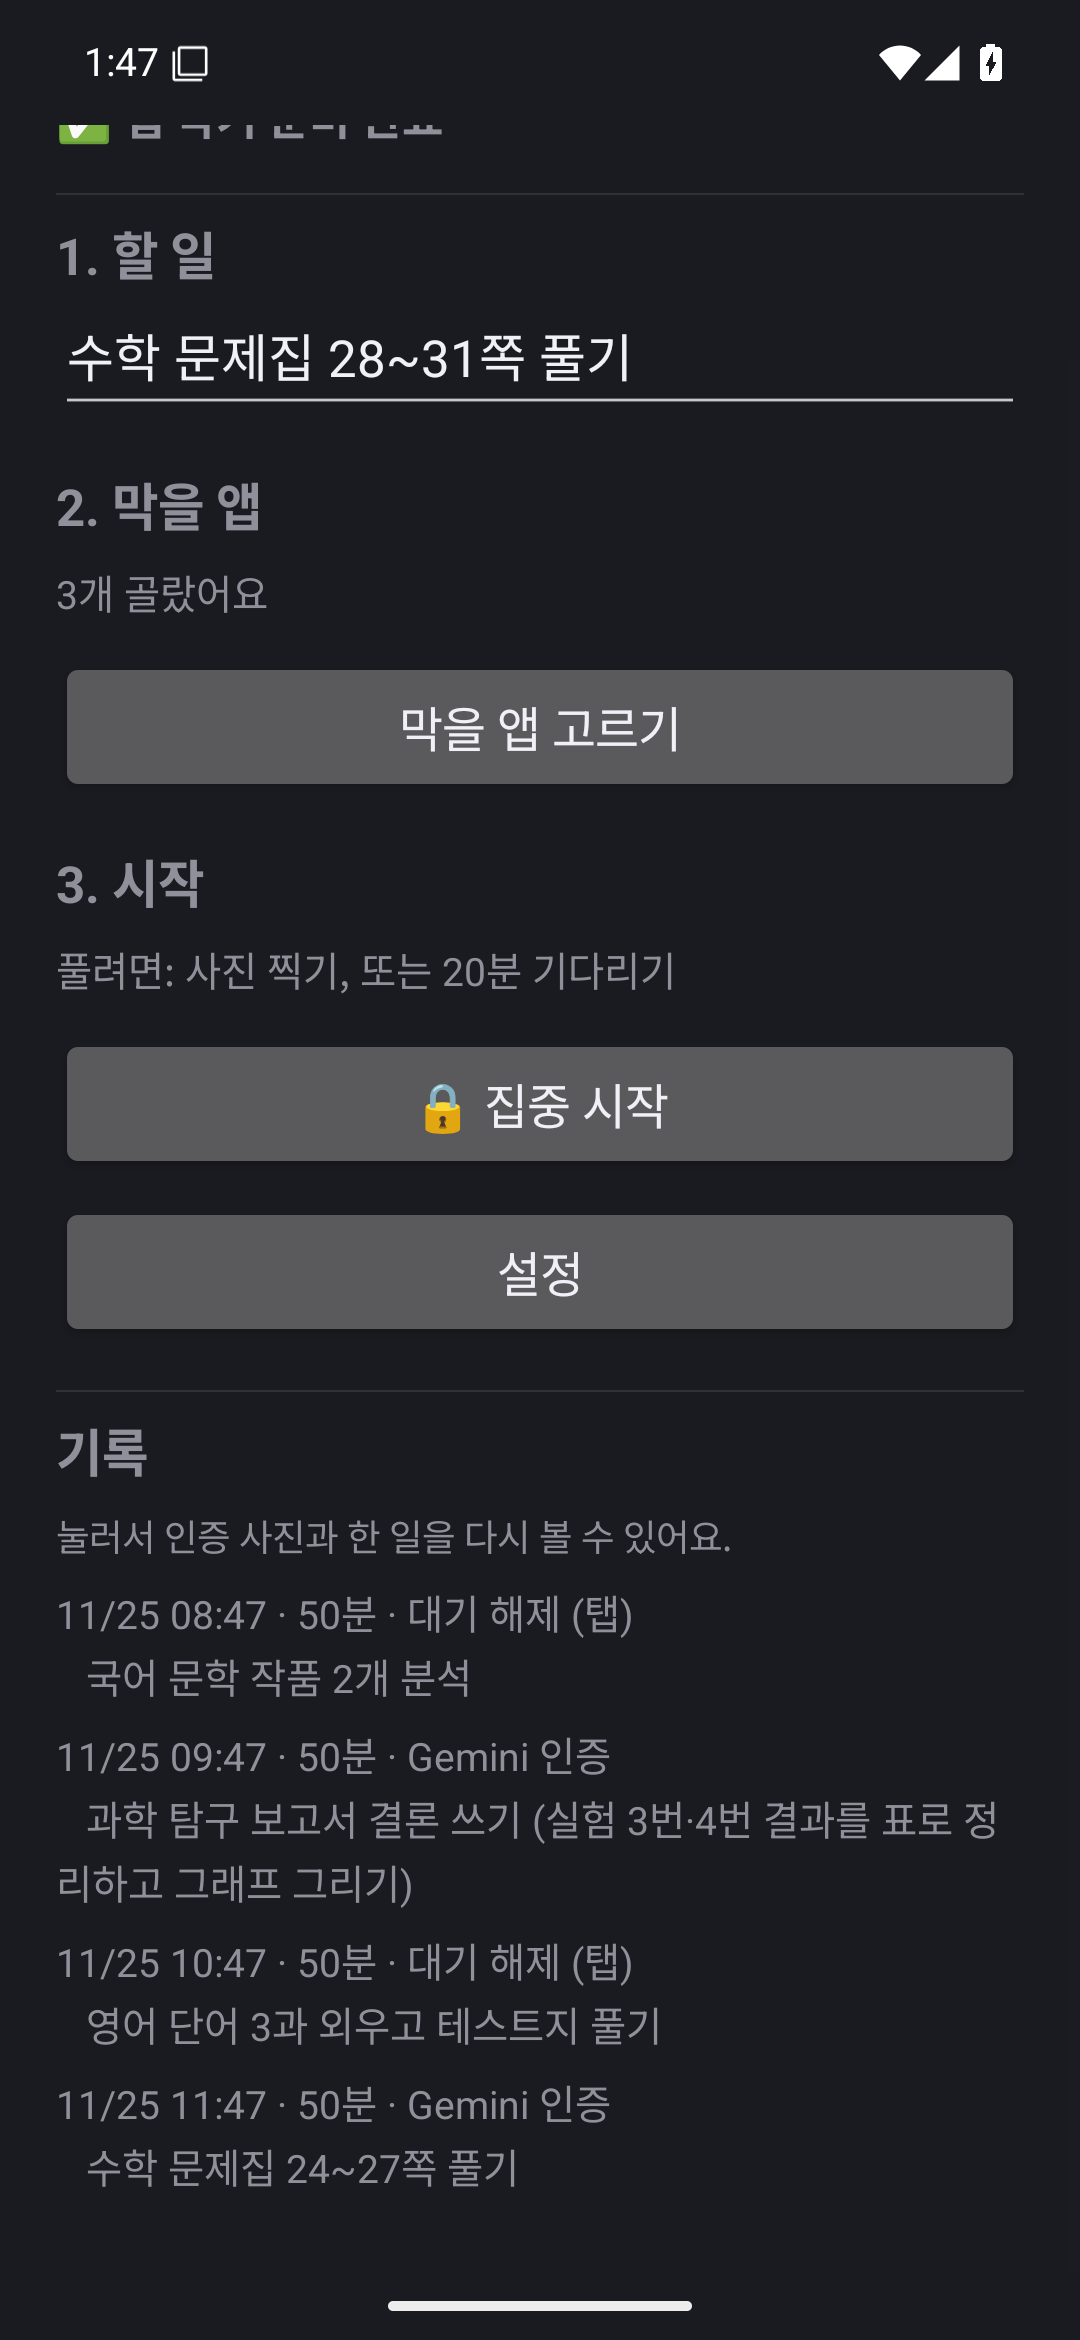 1:47
1. 할 일
수학 문제집 28~31쪽 풀기
2. 막을 앱
3개 골랐어요
막을 앱 고르기
3. 시작
풀려면: 사진 찍기, 또는 20분 기다리기
🔒 집중 시작
설정
기록
눌러서 인증 사진과 한 일을 다시 볼 수 있어요.
11/25 08:47 · 50분 · 대기 해제 (탭)
국어 문학 작품 2개 분석
11/25 09:47 · 50분 · Gemini 인증
과학 탐구 보고서 결론 쓰기 (실험 3번·4번 결과를 표로 정
리하고 그래프 그리기)
11/25 10:47 · 50분 · 대기 해제 (탭)
영어 단어 3과 외우고 테스트지 풀기
11/25 11:47 · 50분 · Gemini 인증
수학 문제집 24~27쪽 풀기